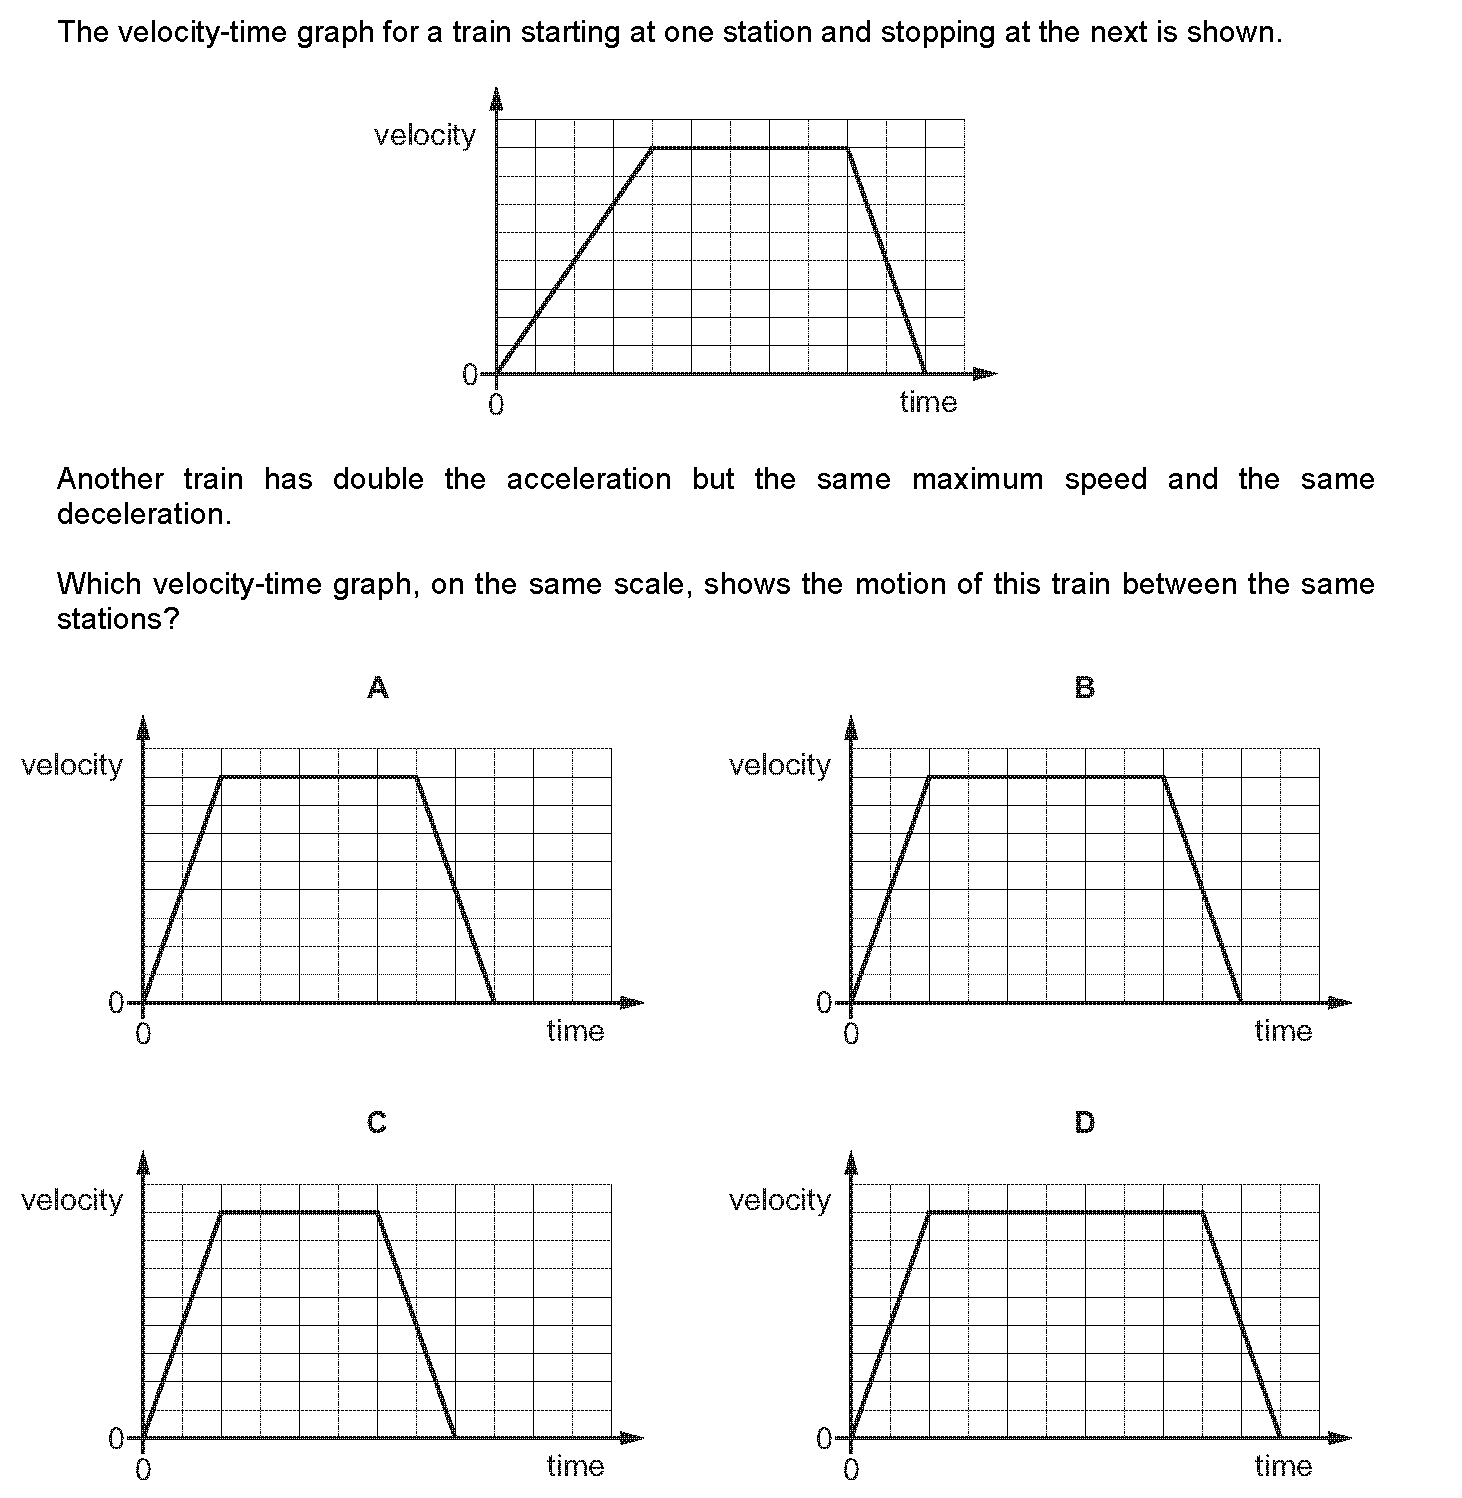 The velocity-time graph for a train starting at one station and stopping at the next is shown.
velocity
0
0
time
Another train has double the acceleration but the same maximum speed and the same
deceleration.
Which velocity-time graph, on the same scale, shows the motion of this train between the same
stations?
A
velocity
0
0
time
B
velocity
0
0
time
C
velocity
0
0
time
D
velocity
0
0
time